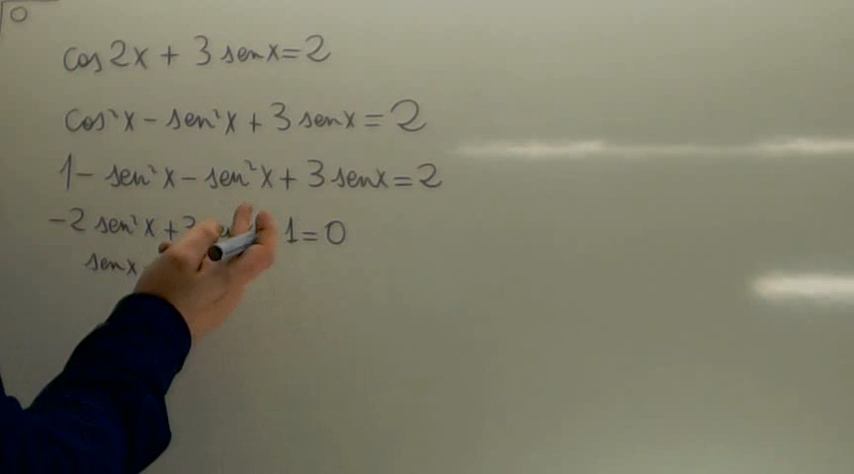 cos 2x + 3 sen x = 2
cos²x - sen²x + 3 sen x = 2
1 - sen²x - sen²x + 3 sen x = 2
-2 sen²x + 1 = 0
sen x